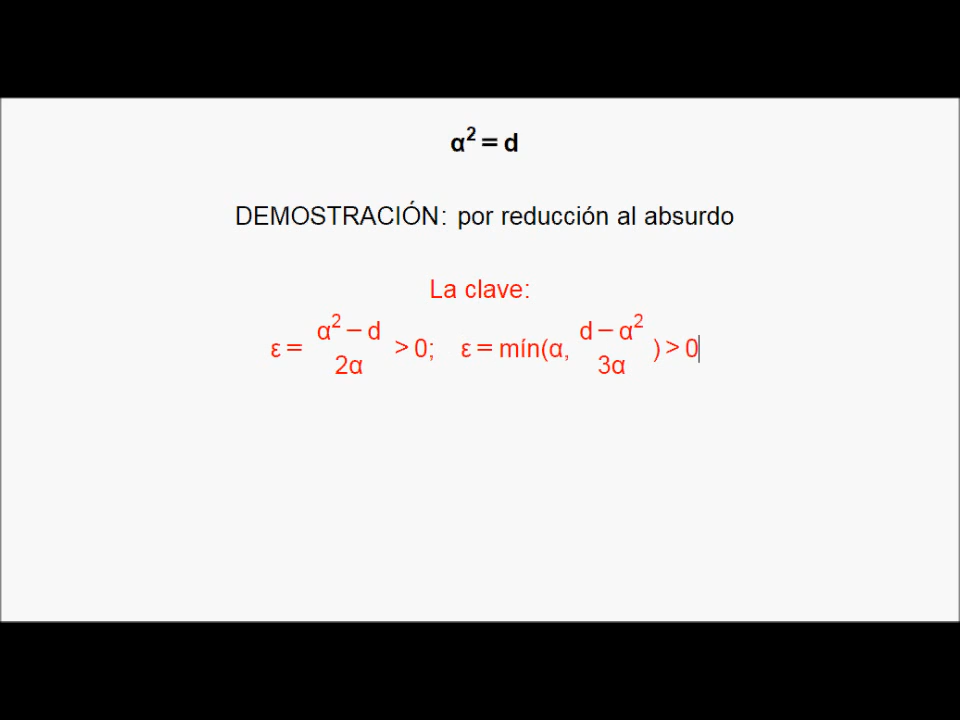 α² = d
DEMOSTRACIÓN: por reducción al absurdo
La clave:
ε = (α² − d)/(2α) > 0; ε = mín(α, (d − α²)/(3α) ) > 0